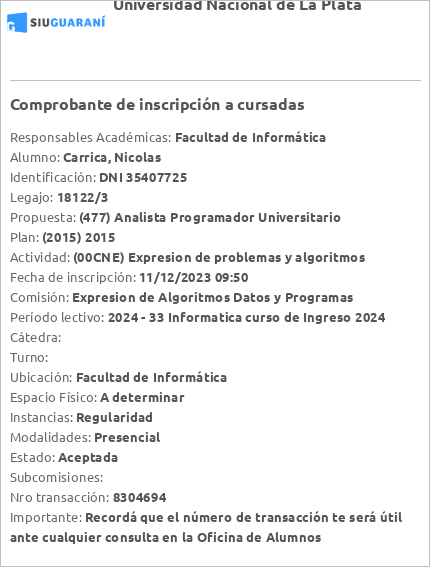 Universidad Nacional de La Plata
SIUGUARANÍ
Comprobante de inscripción a cursadas
Responsables Académicas: Facultad de Informática
Alumno: Carrica, Nicolas
Identificación: DNI 35407725
Legajo: 18122/3
Propuesta: (477) Analista Programador Universitario
Plan: (2015) 2015
Actividad: (00CNE) Expresion de problemas y algoritmos
Fecha de inscripción: 11/12/2023 09:50
Comisión: Expresion de Algoritmos Datos y Programas
Período lectivo: 2024 - 33 Informatica curso de Ingreso 2024
Cátedra:
Turno:
Ubicación: Facultad de Informática
Espacio Físico: A determinar
Instancias: Regularidad
Modalidades: Presencial
Estado: Aceptada
Subcomisiones:
Nro transacción: 8304694
Importante: Recordá que el número de transacción te será útil
ante cualquier consulta en la Oficina de Alumnos